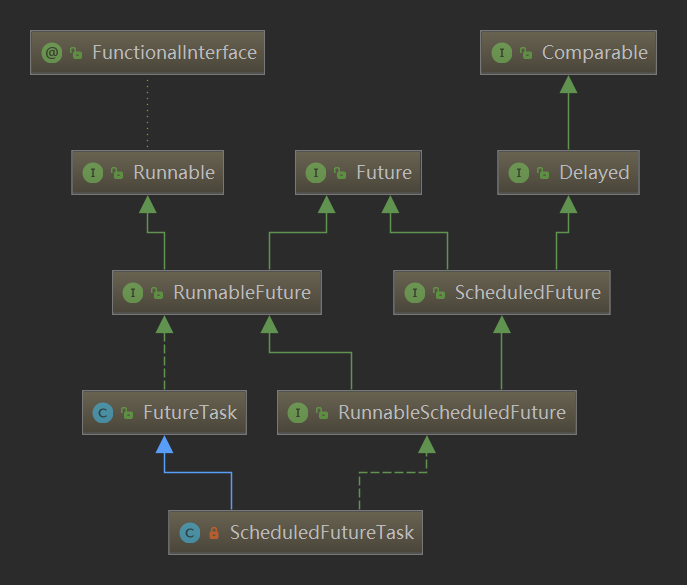 @ FunctionalInterface
I Comparable
I Runnable
I Future
I Delayed
I RunnableFuture
I ScheduledFuture
C FutureTask
I RunnableScheduledFuture
C ScheduledFutureTask